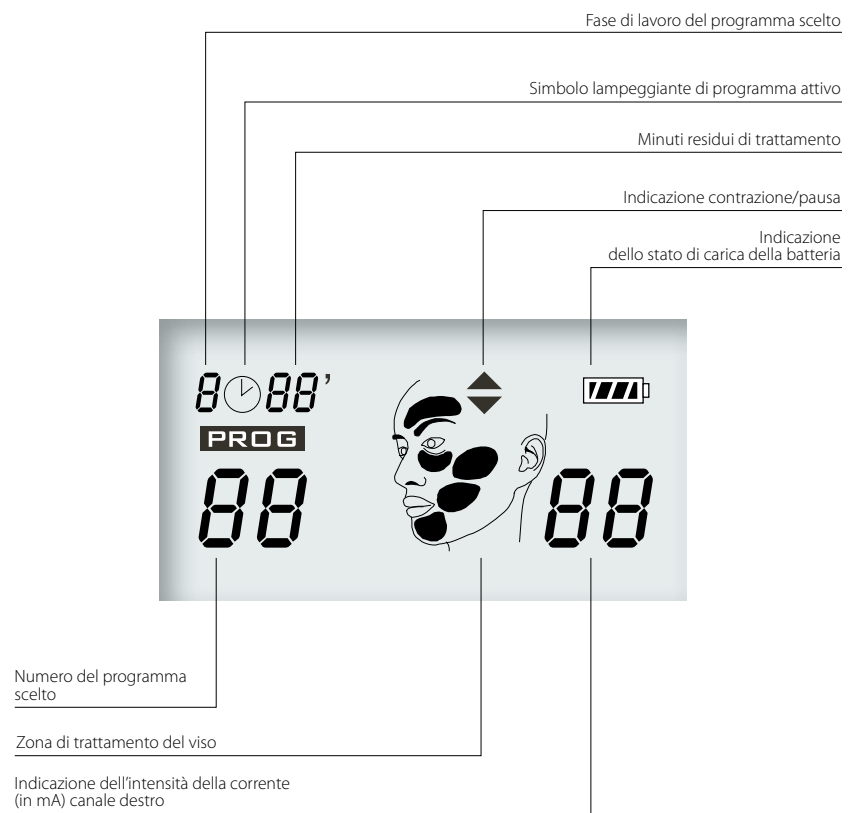 Fase di lavoro del programma scelto
Simbolo lampeggiante di programma attivo
Minuti residui di trattamento
Indicazione contrazione/pausa
Indicazione
dello stato di carica della batteria
8 88’
PROG
88 88
Numero del programma
scelto
Zona di trattamento del viso
Indicazione dell’intensità della corrente
(in mA) canale destro